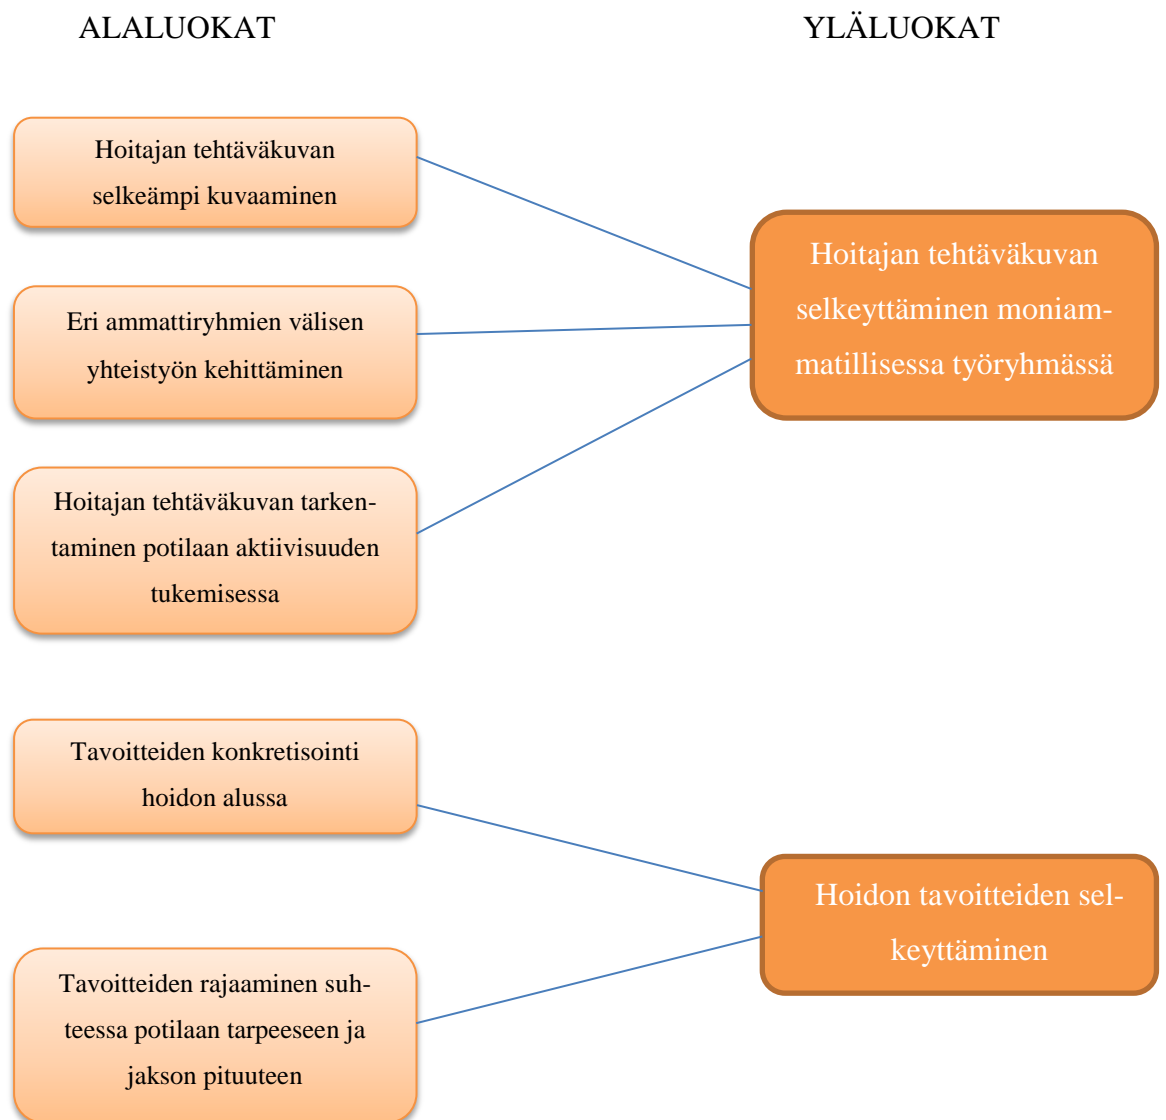 ALALUOKAT
YLÄLUOKAT
Hoitajan tehtäväkuvan
selkeämpi kuvaaminen
Eri ammattiryhmien välisen
yhteistyön kehittäminen
Hoitajan tehtäväkuvan tarken-
taminen potilaan aktiivisuuden
tukemisessa
Hoitajan tehtäväkuvan
selkeyttäminen moniam-
matillisessa työryhmässä
Tavoitteiden konkretisointi
hoidon alussa
Tavoitteiden rajaaminen suh-
teessa potilaan tarpeeseen ja
jakson pituuteen
Hoidon tavoitteiden sel-
keyttäminen